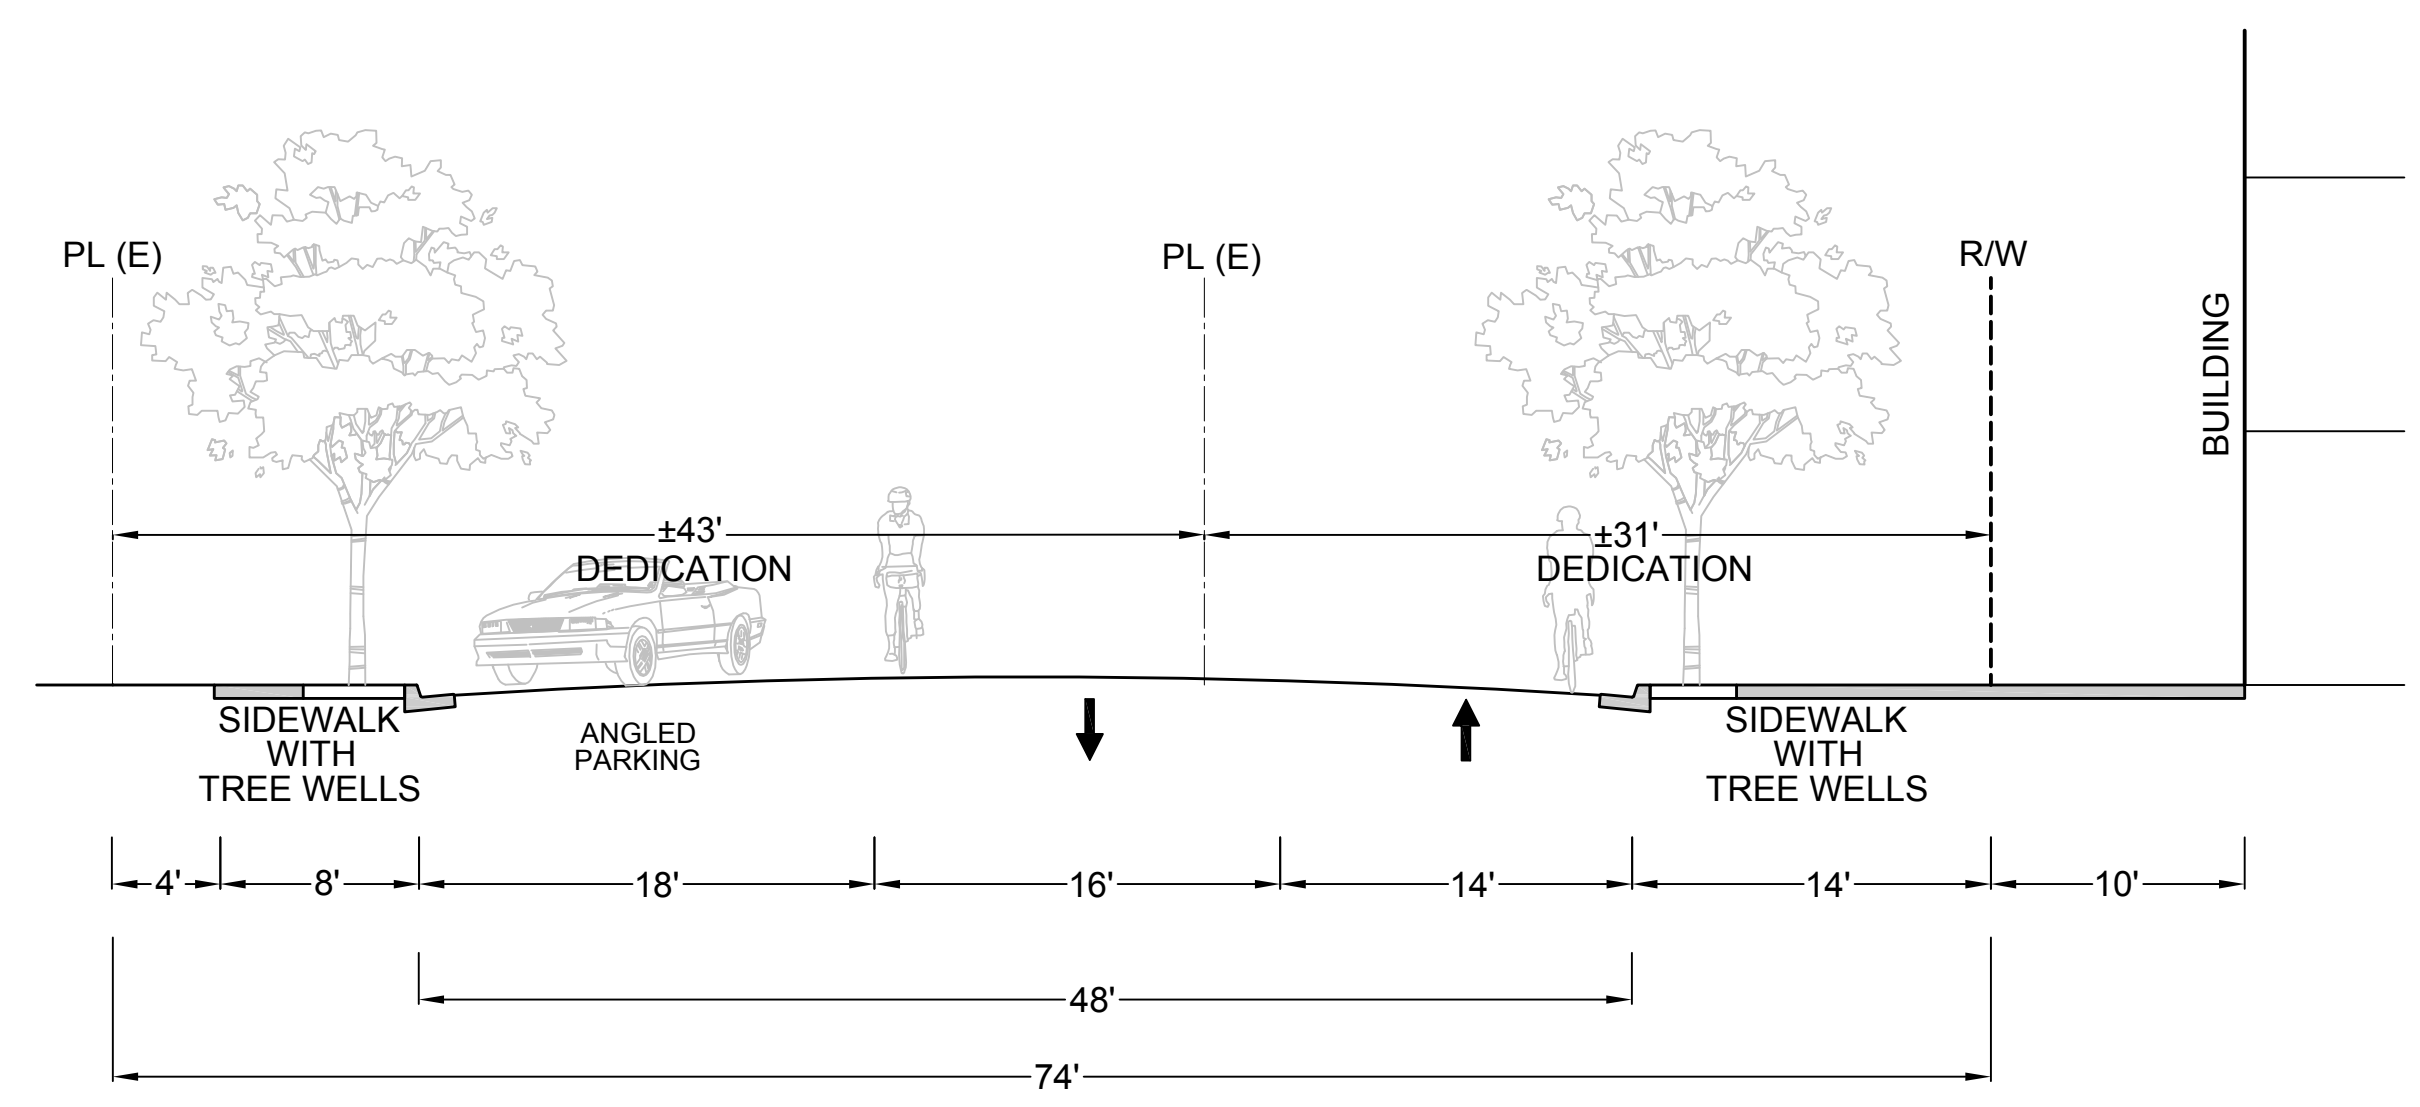 PL (E)
PL (E)
R/W
BUILDING
±43'
DEDICATION
±31'
DEDICATION
SIDEWALK
WITH
TREE WELLS
ANGLED
PARKING
SIDEWALK
WITH
TREE WELLS
4'
8'
18'
16'
14'
14'
10'
48'
74'